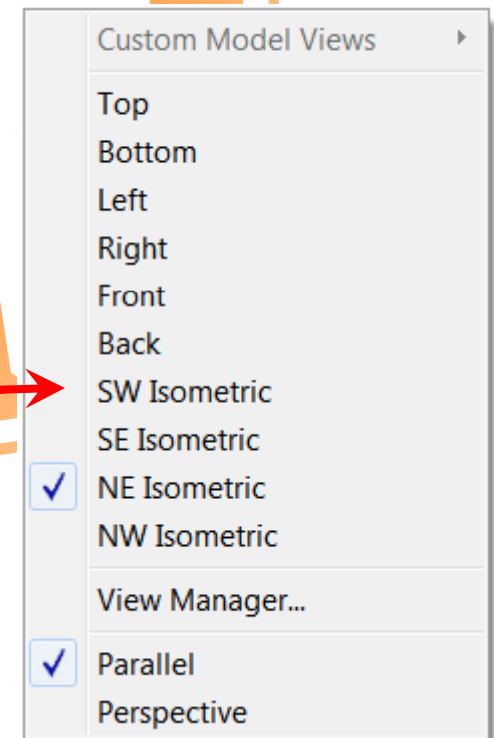 Custom Model Views
Top
Bottom
Left
Right
Front
Back
SW Isometric
SE Isometric
NE Isometric
NW Isometric
View Manager...
Parallel
Perspective